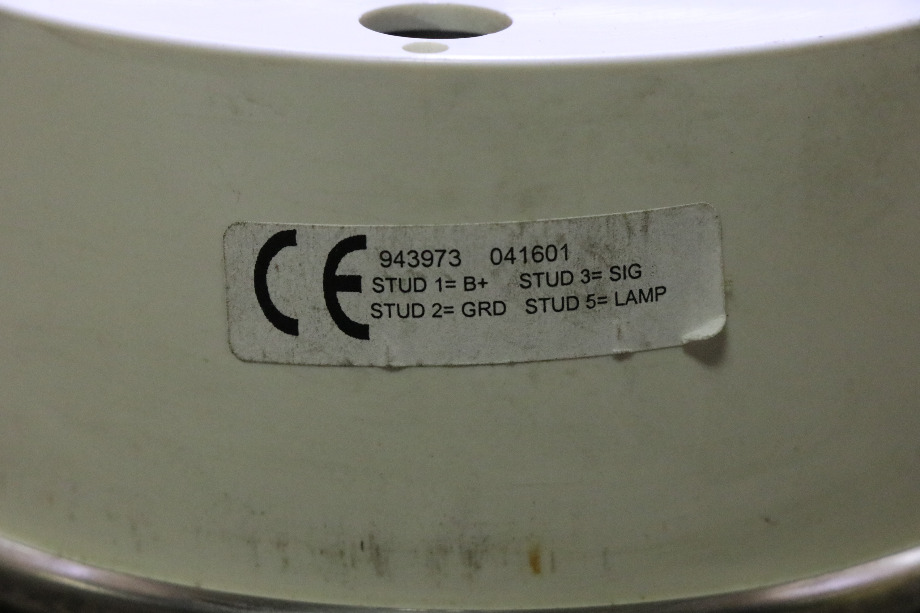 CE 943973 041601
STUD 1= B+ STUD 3= SIG
STUD 2= GRD STUD 5= LAMP